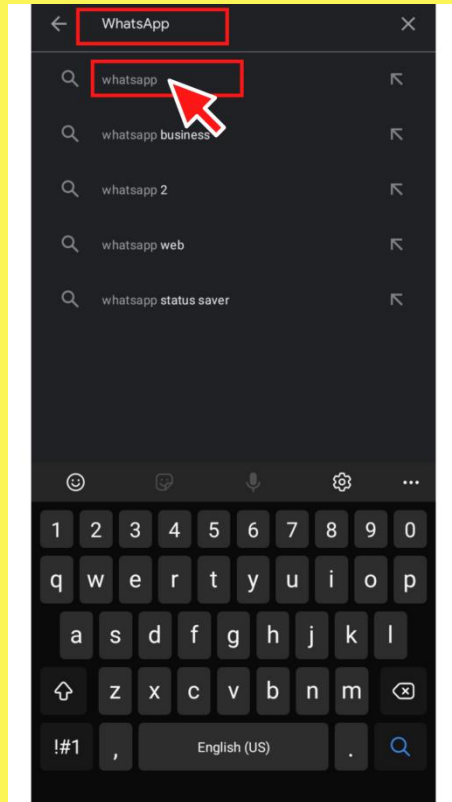 WhatsApp
whatsapp
whatsapp business
whatsapp 2
whatsapp web
whatsapp status saver
1 2 3 4 5 6 7 8 9 0
q w e r t y u i o p
a s d f g h j k l
z x c v b n m
!#1 , English (US) .